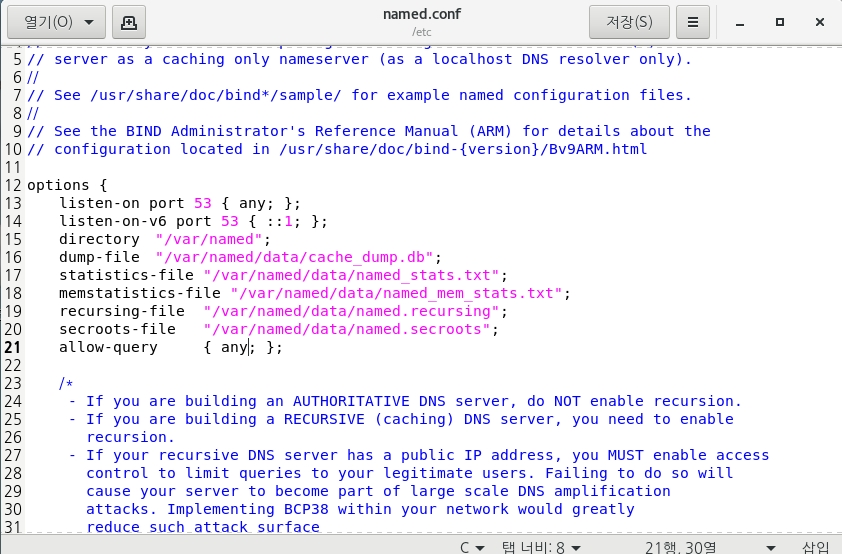 열기(O)
named.conf
/etc
저장(S)
5 // server as a caching only nameserver (as a localhost DNS resolver only).
6 //
7 // See /usr/share/doc/bind*/sample/ for example named configuration files.
8 //
9 // See the BIND Administrator's Reference Manual (ARM) for details about the
10 // configuration located in /usr/share/doc/bind-{version}/Bv9ARM.html
11
12 options {
13 listen-on port 53 { any; };
14 listen-on-v6 port 53 { ::1; };
15 directory "/var/named";
16 dump-file "/var/named/data/cache_dump.db";
17 statistics-file "/var/named/data/named_stats.txt";
18 memstatistics-file "/var/named/data/named_mem_stats.txt";
19 recursing-file "/var/named/data/named.recursing";
20 secroots-file "/var/named/data/named.secroots";
21 allow-query { any; };
22
23 /*
24 - If you are building an AUTHORITATIVE DNS server, do NOT enable recursion.
25 - If you are building a RECURSIVE (caching) DNS server, you need to enable
26 recursion.
27 - If your recursive DNS server has a public IP address, you MUST enable access
28 control to limit queries to your legitimate users. Failing to do so will
29 cause your server to become part of large scale DNS amplification
30 attacks. Implementing BCP38 within your network would greatly
31 reduce such attack surface
C 탭 너비: 8 21행, 30열 삽입